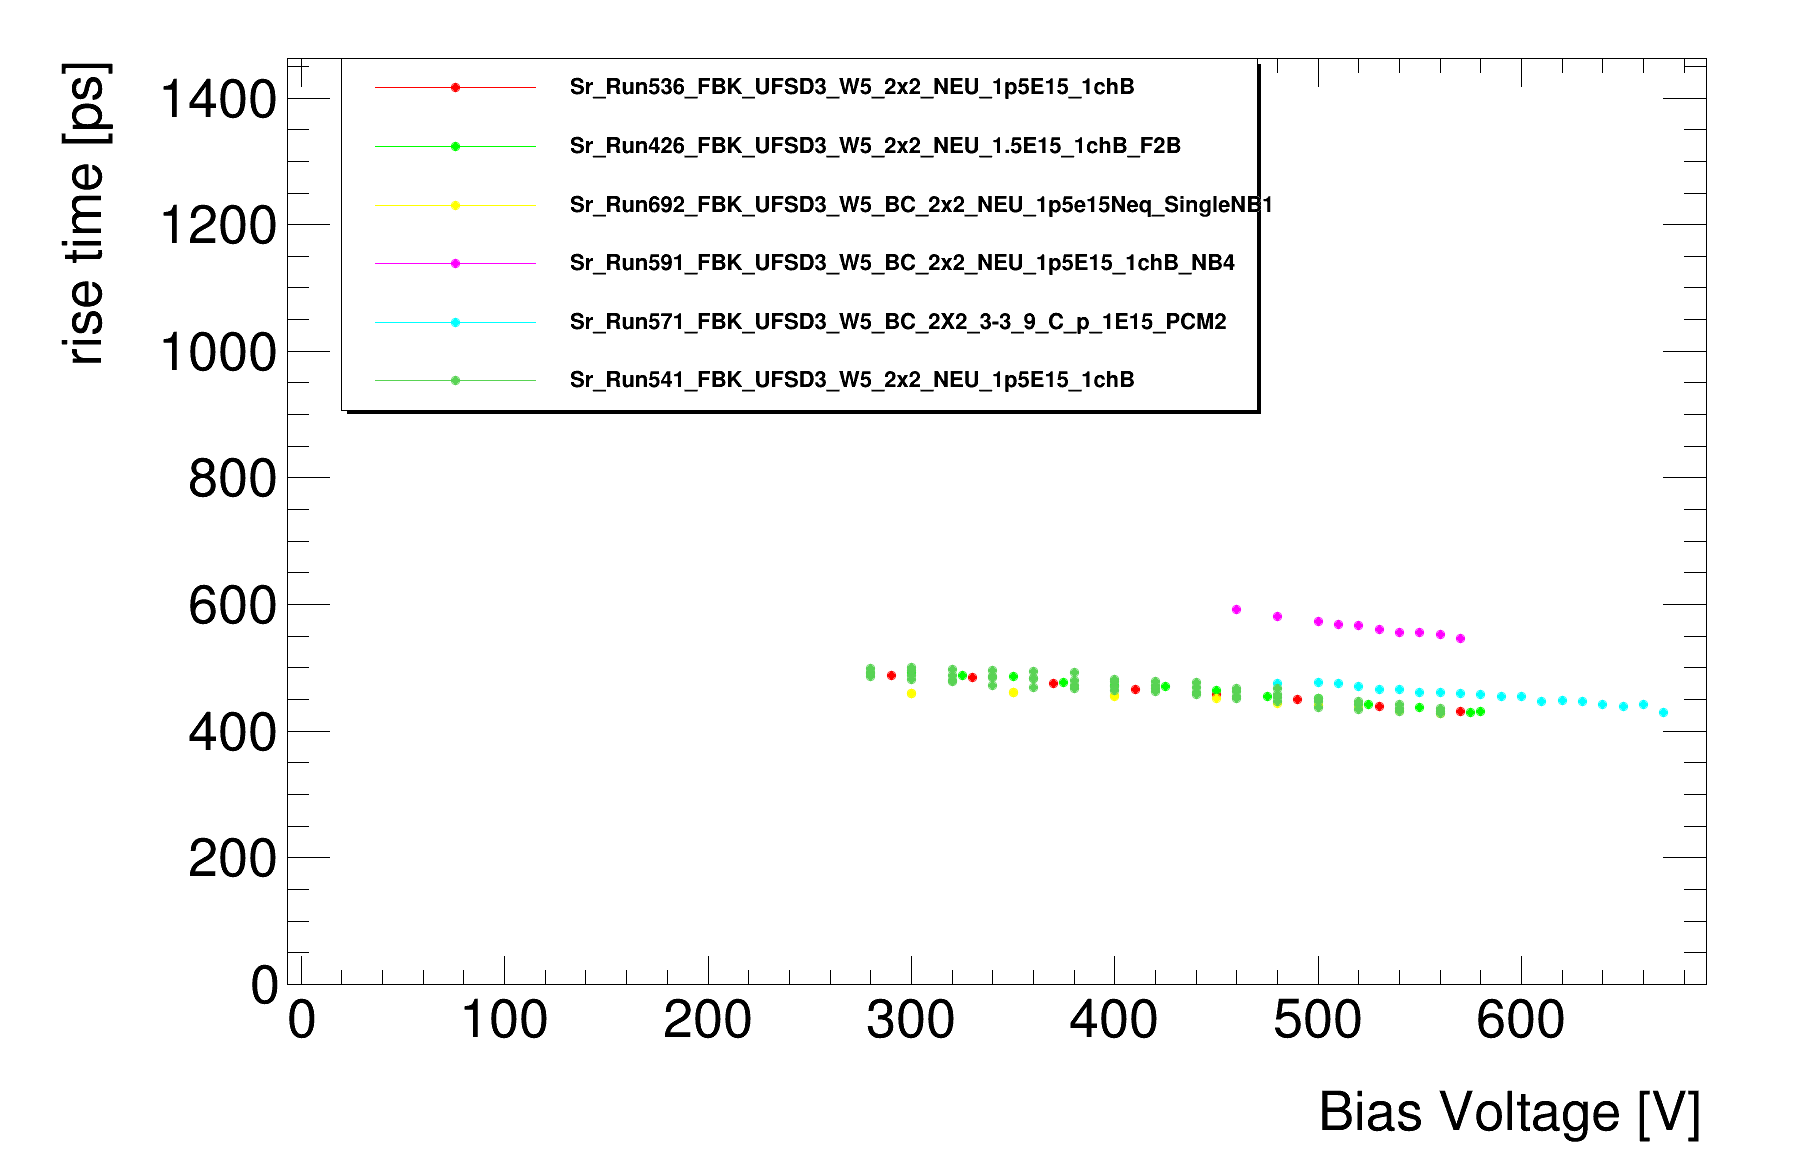 rise time [ps]
1400
1200
1000
800
600
400
200
0
Sr_Run536_FBK_UFSD3_W5_2x2_NEU_1p5E15_1chB
Sr_Run426_FBK_UFSD3_W5_2x2_NEU_1.5E15_1chB_F2B
Sr_Run692_FBK_UFSD3_W5_BC_2x2_NEU_1p5e15Neq_SingleNB1
Sr_Run591_FBK_UFSD3_W5_BC_2x2_NEU_1p5E15_1chB_NB4
Sr_Run571_FBK_UFSD3_W5_BC_2X2_3-3_9_C_p_1E15_PCM2
Sr_Run541_FBK_UFSD3_W5_2x2_NEU_1p5E15_1chB
0 100 200 300 400 500 600
Bias Voltage [V]